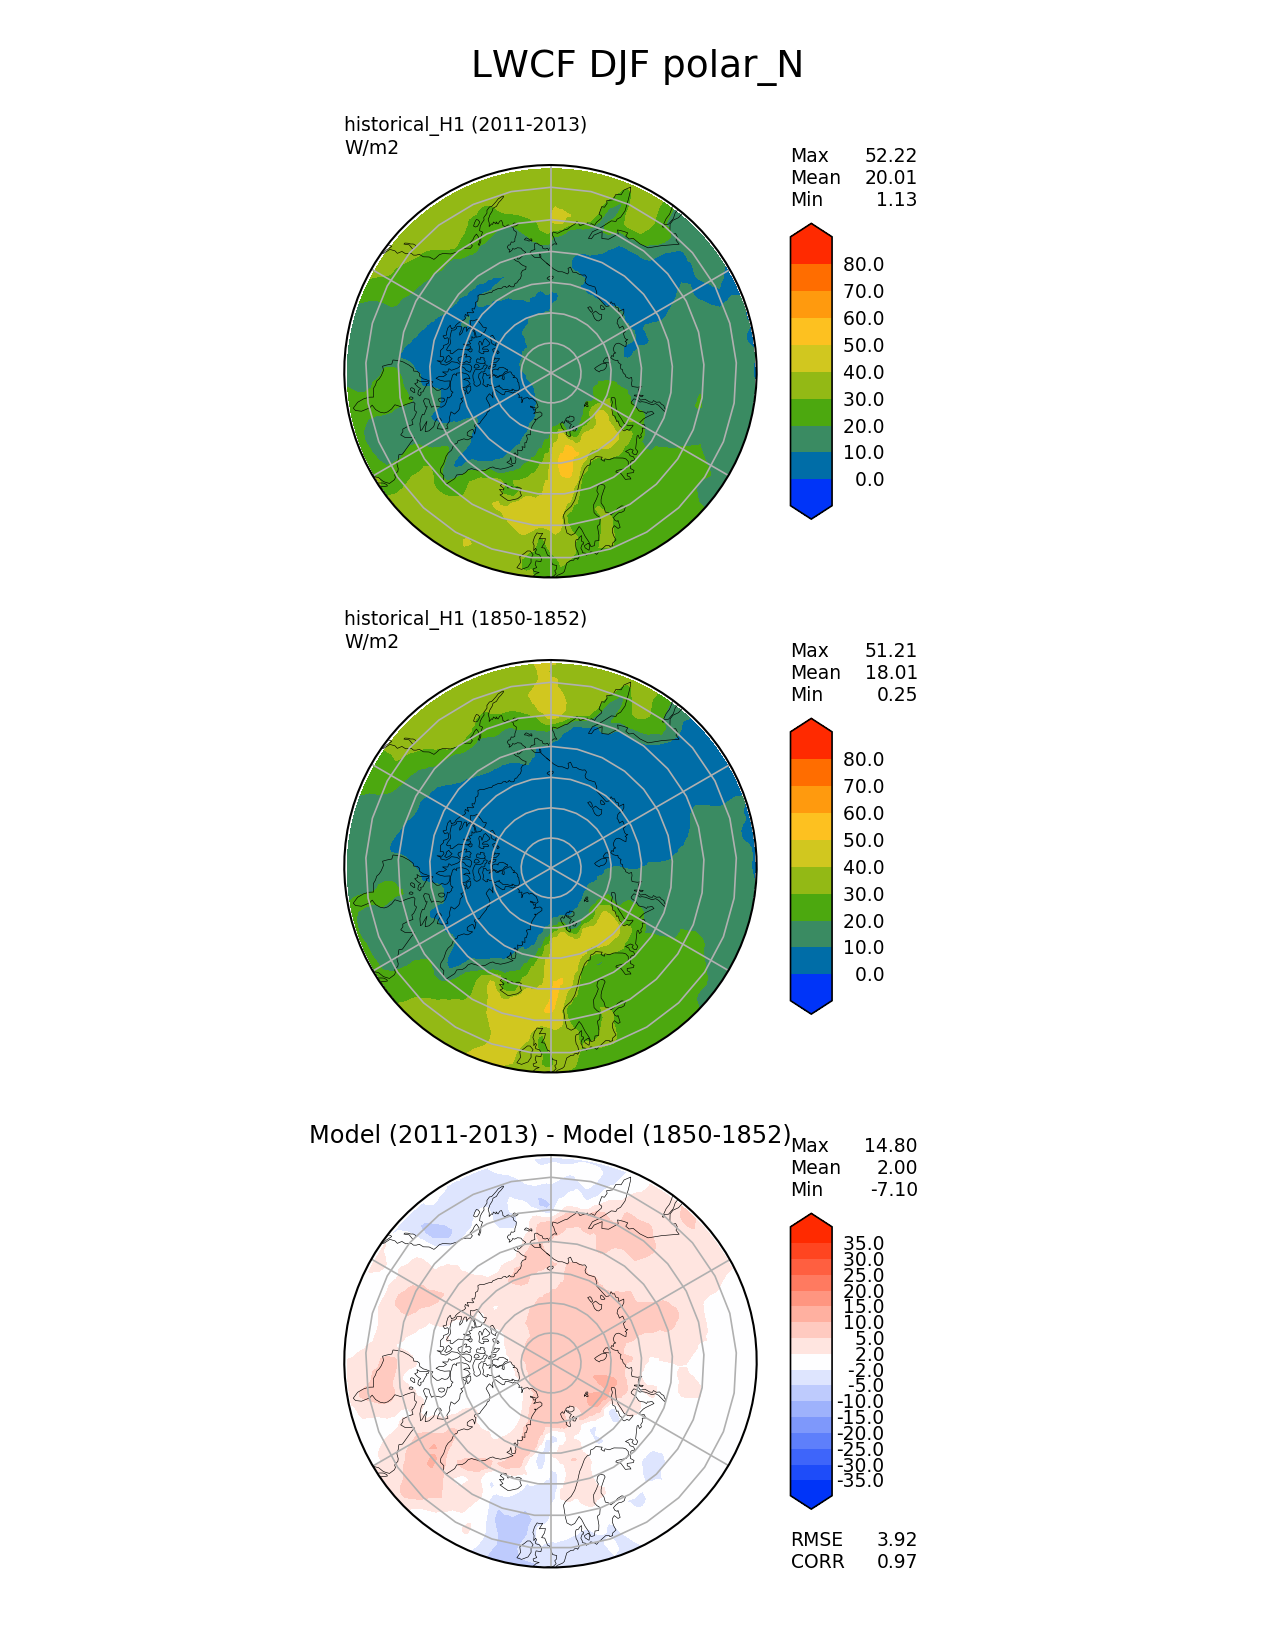 LWCF DJF polar_N
historical_H1 (2011-2013)
W/m2
Max 52.22
Mean 20.01
Min 1.13
80.0
70.0
60.0
50.0
40.0
30.0
20.0
10.0
0.0
historical_H1 (1850-1852)
W/m2
Max 51.21
Mean 18.01
Min 0.25
80.0
70.0
60.0
50.0
40.0
30.0
20.0
10.0
0.0
Model (2011-2013) - Model (1850-1852)
Max 14.80
Mean 2.00
Min -7.10
35.0
30.0
25.0
20.0
15.0
10.0
5.0
2.0
-2.0
-5.0
-10.0
-15.0
-20.0
-25.0
-30.0
-35.0
RMSE 3.92
CORR 0.97